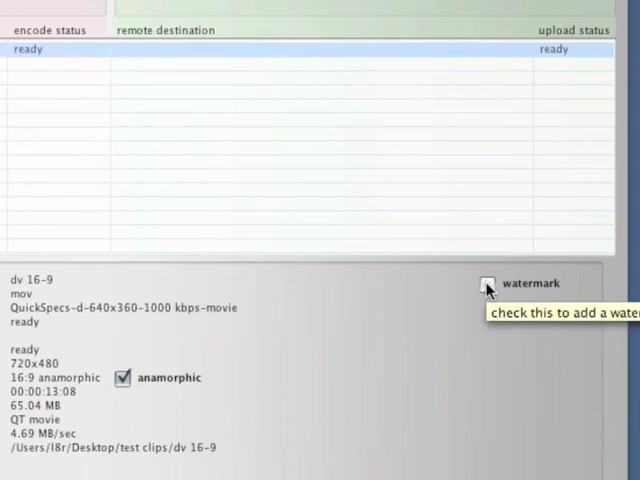 encode status remote destination upload status
ready ready
dv 16-9
mov
QuickSpecs-d-640x360-1000 kbps-movie
ready
watermark
check this to add a water
ready
720x480
16:9 anamorphic anamorphic
00:00:13:08
65.04 MB
QT movie
4.69 MB/sec
/Users/l8r/Desktop/test clips/dv 16-9